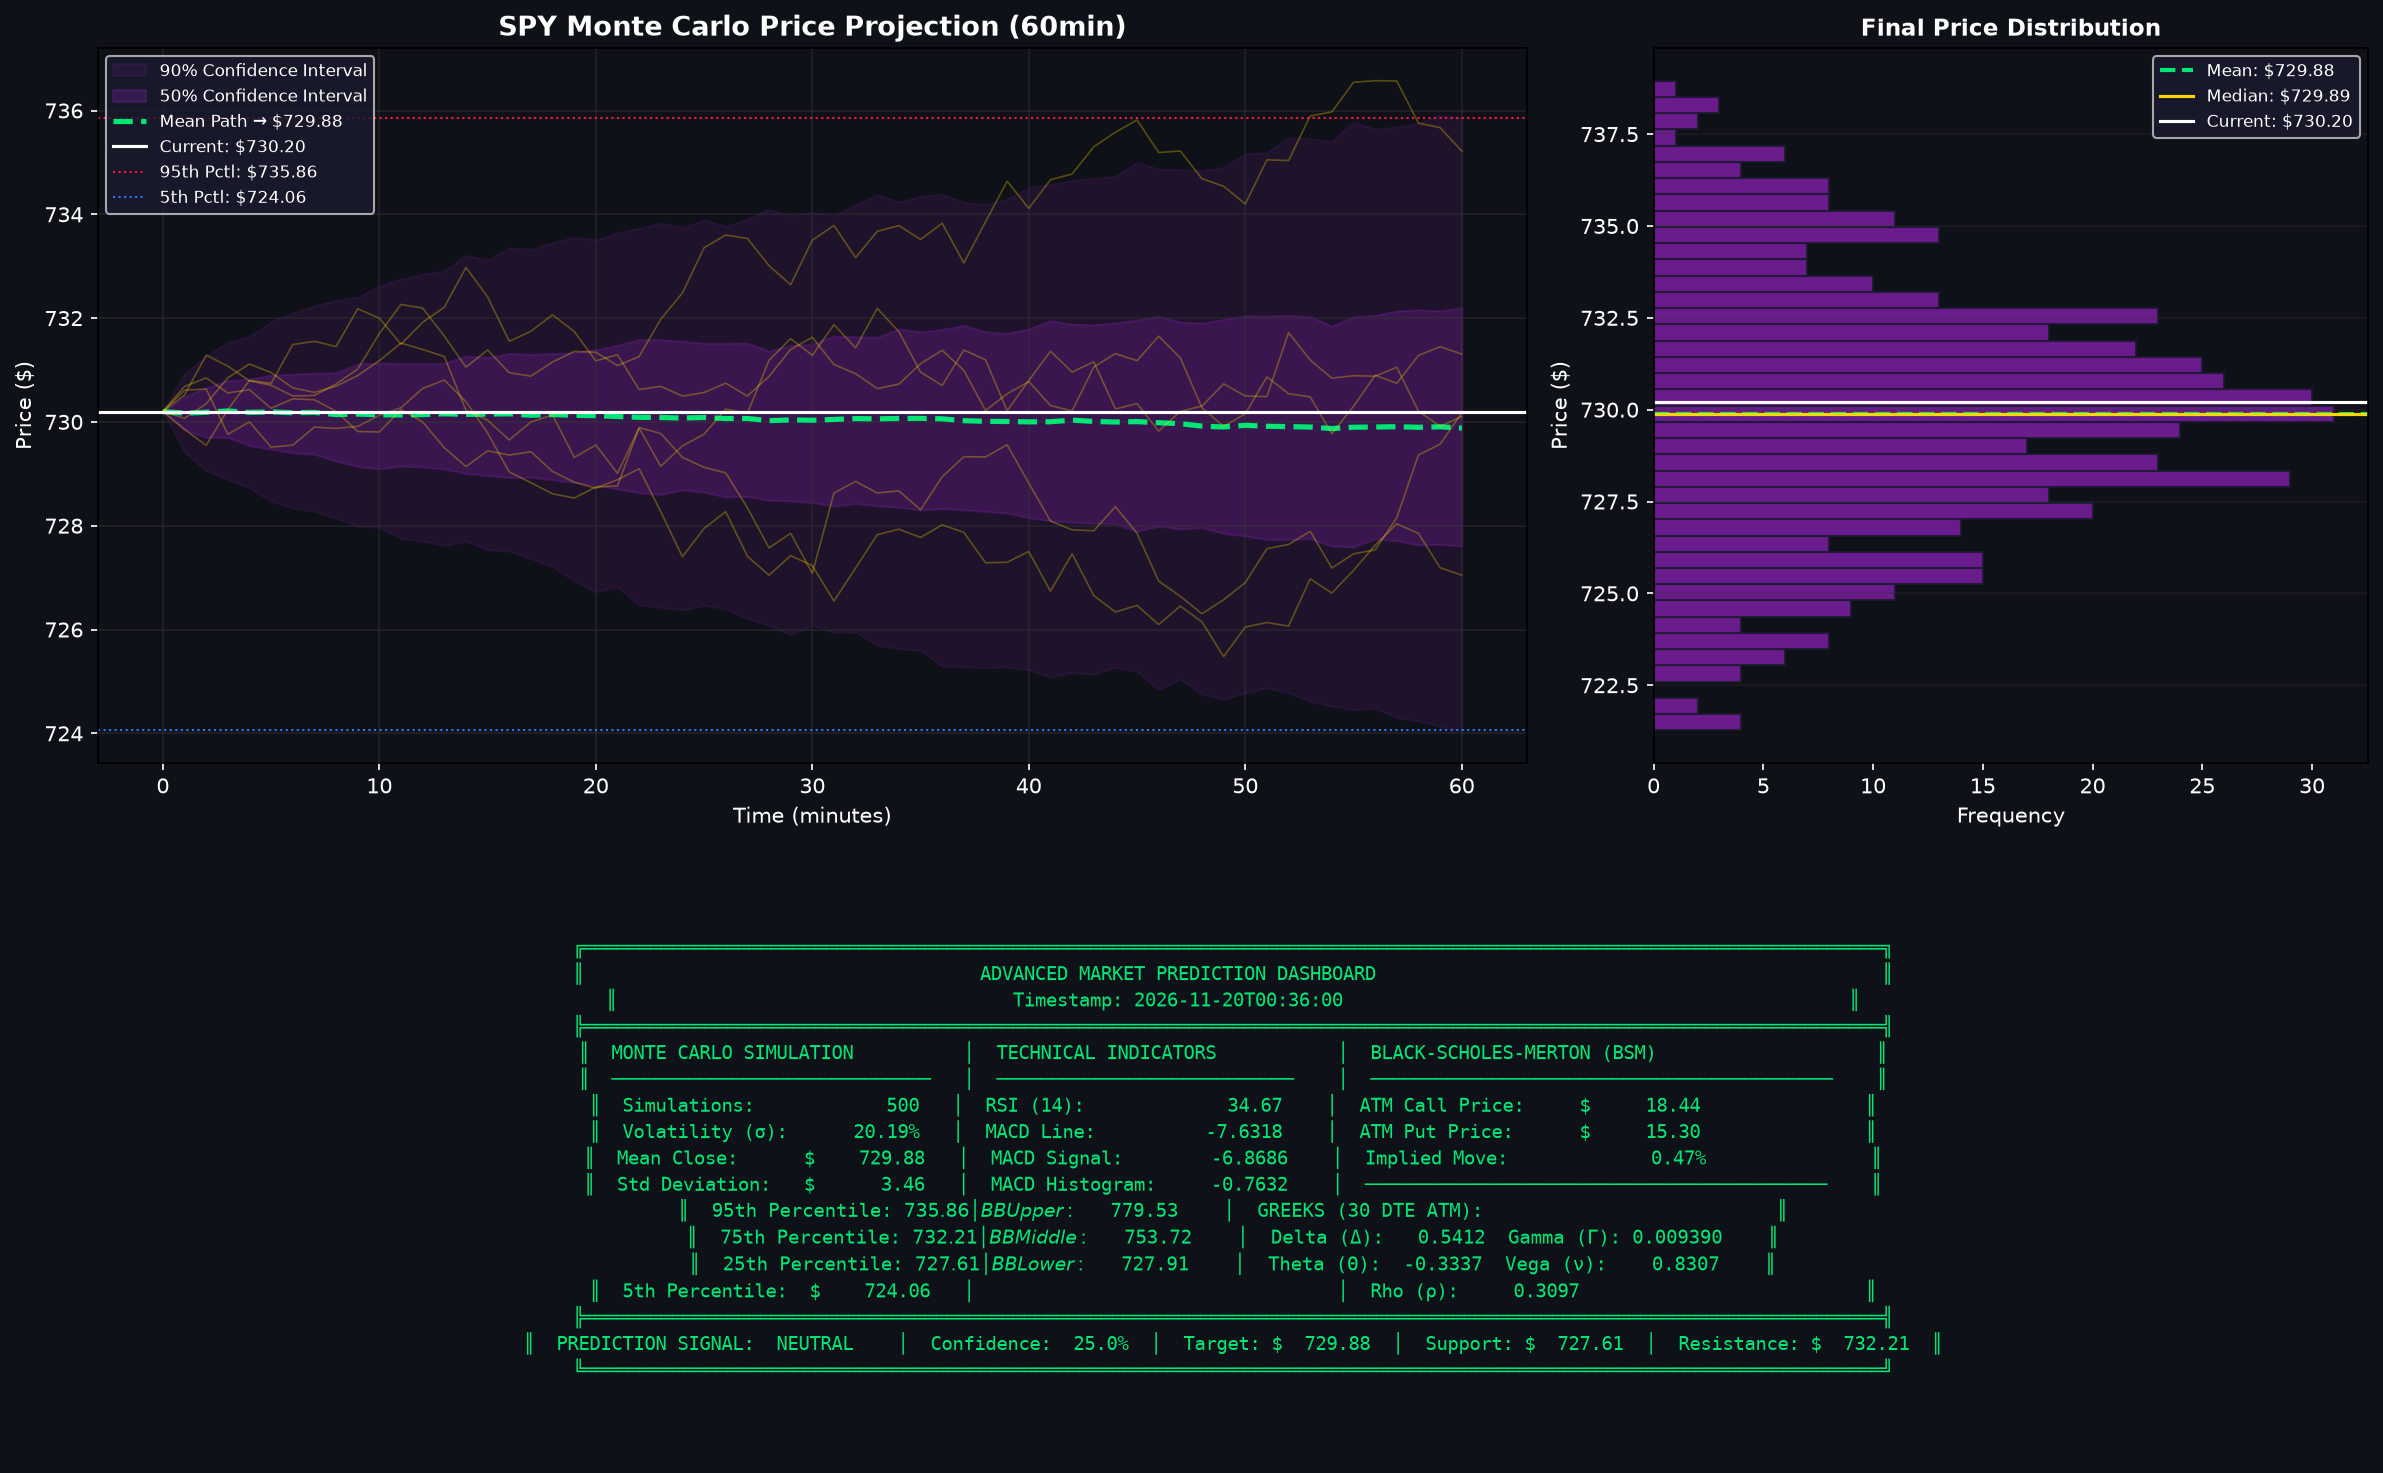 SPY Monte Carlo Price Projection (60min)
90% Confidence Interval
50% Confidence Interval
Mean Path → $729.88
Current: $730.20
95th Pctl: $735.86
5th Pctl: $724.06
Price ($)
736
734
732
730
728
726
724
0 10 20 30 40 50 60
Time (minutes)
Final Price Distribution
Mean: $729.88
Median: $729.89
Current: $730.20
Price ($)
737.5
735.0
732.5
730.0
727.5
725.0
722.5
0 5 10 15 20 25 30
Frequency
ADVANCED MARKET PREDICTION DASHBOARD
Timestamp: 2026-11-20T00:36:00
MONTE CARLO SIMULATION │ TECHNICAL INDICATORS │ BLACK-SCHOLES-MERTON (BSM)
Simulations: 500 │ RSI (14): 34.67 │ ATM Call Price: $ 18.44
Volatility (σ): 20.19% │ MACD Line: -7.6318 │ ATM Put Price: $ 15.30
Mean Close: $ 729.88 │ MACD Signal: -6.8686 │ Implied Move: 0.47%
Std Deviation: $ 3.46 │ MACD Histogram: -0.7632 │
95th Percentile: 735.86│BBUpper: 779.53 │ GREEKS (30 DTE ATM):
75th Percentile: 732.21│BBMiddle: 753.72 │ Delta (Δ): 0.5412 Gamma (Γ): 0.009390
25th Percentile: 727.61│BBLower: 727.91 │ Theta (Θ): -0.3337 Vega (ν): 0.8307
5th Percentile: $ 724.06 │ │ Rho (ρ): 0.3097
PREDICTION SIGNAL: NEUTRAL │ Confidence: 25.0% │ Target: $ 729.88 │ Support: $ 727.61 │ Resistance: $ 732.21